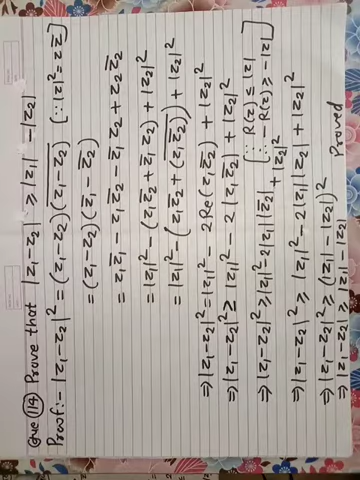 Que (114) Prove that |z₁-z₂| ≥ |z₁| - |z₂|
Proof:- |z₁-z₂|² = (z₁-z₂)(z̅₁-̅z̅₂) [∵ |z|² = z z̅]
= (z₁-z₂)(z̅₁-z̅₂)
= z₁z̅₁ - z₁z̅₂ - z̅₁z₂ + z₂z̅₂
= |z₁|² - (z₁z̅₂ + z̅₁z₂) + |z₂|²
= |z₁|² - (z₁z̅₂ + (̅z̅₁̅z̅₂̅)) + |z₂|²
⇒ |z₁-z₂|² = |z₁|² - 2Re(z₁z̅₂) + |z₂|²
⇒ |z₁-z₂|² ≥ |z₁|² - 2|z₁z̅₂| + |z₂|²
⇒ |z₁-z₂|² ≥ |z₁|² - 2|z₁||z̅₂| + |z₂|² [∵ R(z) ≤ |z| ∵ -R(z) ≥ -|z|]
⇒ |z₁-z₂|² ≥ |z₁|² - 2|z₁||z₂| + |z₂|²
⇒ |z₁-z₂|² ≥ (|z₁| - |z₂|)²
⇒ |z₁-z₂| ≥ |z₁| - |z₂| Proved